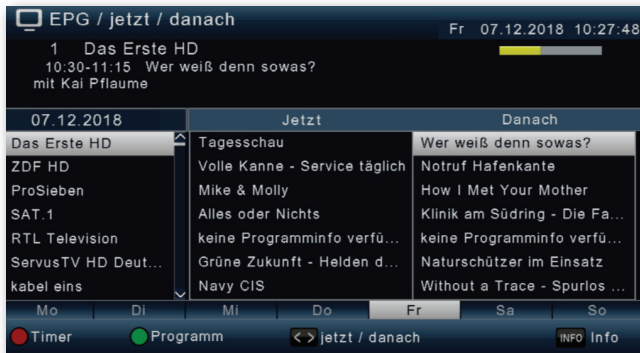 EPG / jetzt / danach
Fr 07.12.2018 10:27:48
1 Das Erste HD
10:30-11:15 Wer weiß denn sowas?
mit Kai Pflaume
07.12.2018 Jetzt Danach
Das Erste HD Tagesschau Wer weiß denn sowas?
ZDF HD Volle Kanne - Service täglich Notruf Hafenkante
ProSieben Mike & Molly How I Met Your Mother
SAT.1 Alles oder Nichts Klinik am Südring - Die Fa...
RTL Television keine Programminfo verfü... keine Programminfo verfü...
ServusTV HD Deut... Grüne Zukunft - Helden d... Naturschützer im Einsatz
kabel eins Navy CIS Without a Trace - Spurlos ...
Mo Di Mi Do Fr Sa So
Timer Programm < > jetzt / danach INFO Info